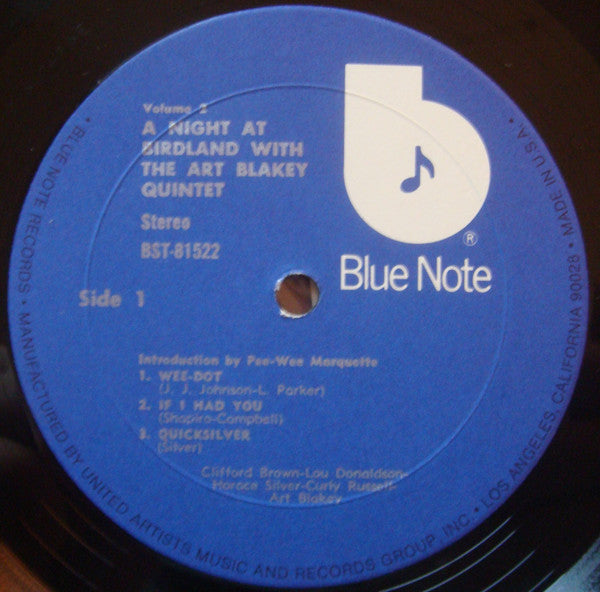 Volume 2
A NIGHT AT
BIRDLAND WITH
THE ART BLAKEY
QUINTET
Stereo
BST-81522
Side 1
®
Blue Note
Introduction by Pee-Wee Marquette
1. WEE-DOT
(J. J. Johnson-L. Parker)
2. IF I HAD YOU
(Shapiro-Campbell)
3. QUICKSILVER
(Silver)
Clifford Brown-Lou Donaldson-
Horace Silver-Curly Russell-
Art Blakey
• BLUE NOTE RECORDS • MANUFACTURED BY UNITED ARTISTS MUSIC AND RECORDS GROUP, INC. • LOS ANGELES, CALIFORNIA 90028 • MADE IN U.S.A. •